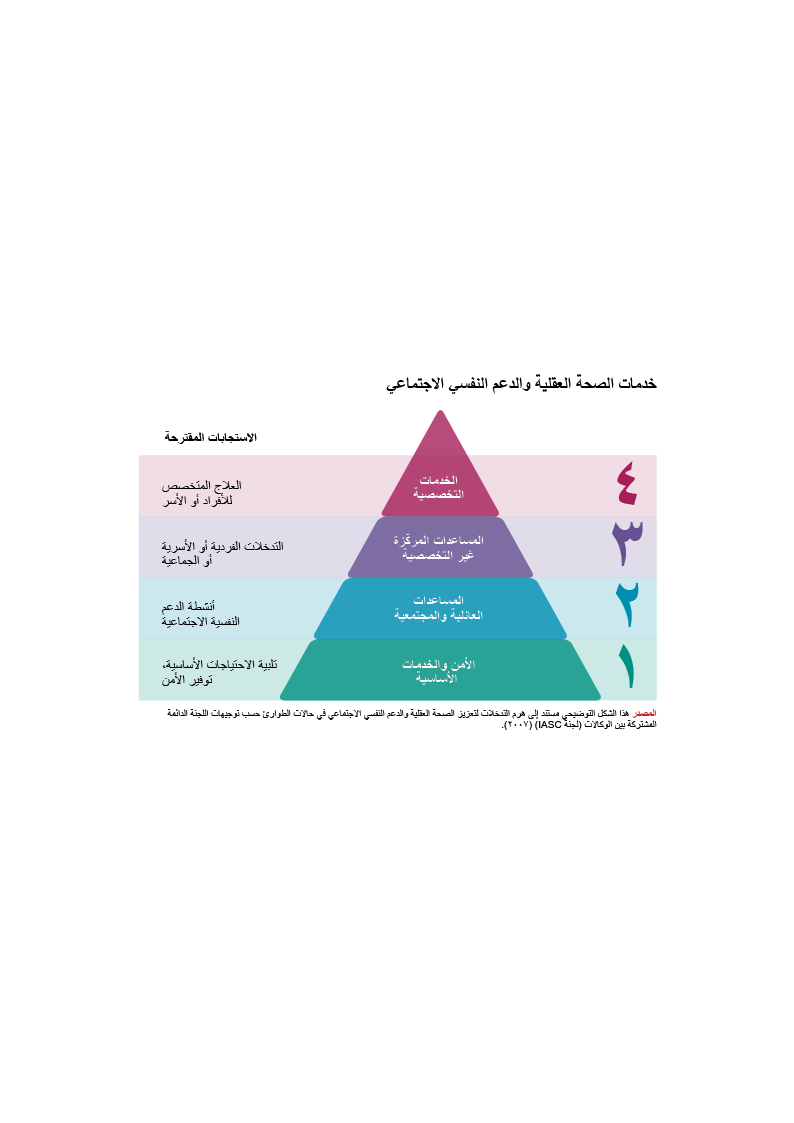 خدمات الصحة العقلية والدعم النفسي الاجتماعي
الاستجابات المقترحة
٤
الخدمات
التخصصية
العلاج المتخصص
للأفراد أو الأسر
٣
المساعدات المركّزة
غير التخصصية
التدخلات الفردية أو الأسرية
أو الجماعية
٢
المساعدات
العائلية والمجتمعية
أنشطة الدعم
النفسية الاجتماعية
١
الأمن والخدمات
الأساسية
تلبية الاحتياجات الأساسية،
توفير الأمن
المصدر هذا الشكل التوضيحي مستند إلى هرم التدخلات لتعزيز الصحة العقلية والدعم النفسي الاجتماعي في حالات الطوارئ حسب توجيهات اللجنة الدائمة
المشتركة بين الوكالات (لجنة IASC) (٢٠٠٧).